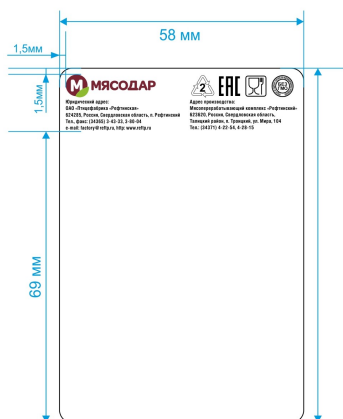 58 мм
1,5мм
1,5мм
69 мм
МЯСОДАР
Юридический адрес:
ОАО «Птицефабрика «Рефтинская»
624285, Россия, Свердловская область, п. Рефтинский
Тел., факс: (34365) 3-43-33, 3-80-04
e-mail: factory@reftp.ru, http: www.reftp.ru
2
ЕАС
Адрес производства:
Мясоперерабатывающий комплекс «Рефтинский»
623620, Россия, Свердловская область,
Талицкий район, п. Троицкий, ул. Мира, 104
Тел.: (34371) 4-22-54, 4-28-15